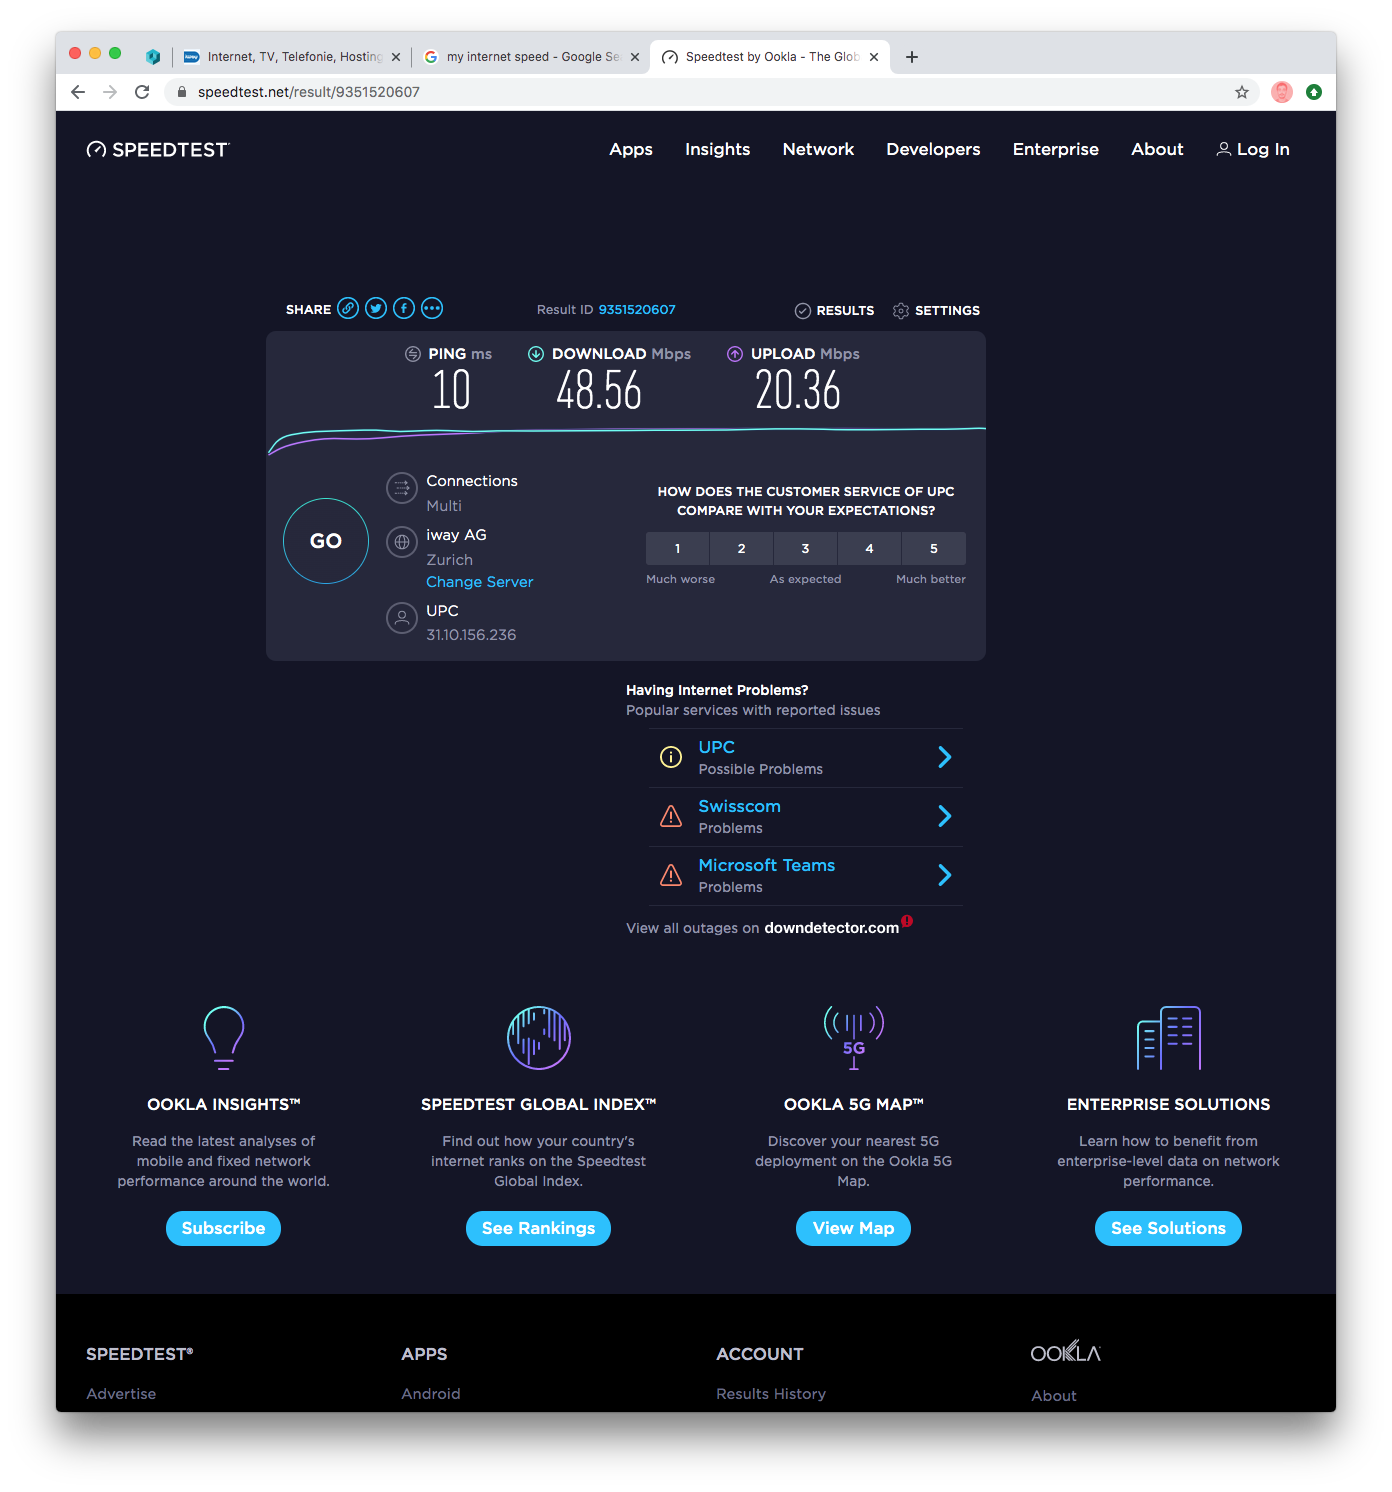 Internet, TV, Telefonie, Hosting
my internet speed - Google Se
Speedtest by Ookla - The Glob
speedtest.net/result/9351520607
SPEEDTEST
Apps
Insights
Network
Developers
Enterprise
About
Log In
SHARE
Result ID 9351520607
RESULTS
SETTINGS
PING ms
10
DOWNLOAD Mbps
48.56
UPLOAD Mbps
20.36
GO
Connections
Multi
iway AG
Zurich
Change Server
UPC
31.10.156.236
HOW DOES THE CUSTOMER SERVICE OF UPC
COMPARE WITH YOUR EXPECTATIONS?
1 2 3 4 5
Much worse
As expected
Much better
Having Internet Problems?
Popular services with reported issues
UPC
Possible Problems
Swisscom
Problems
Microsoft Teams
Problems
View all outages on downdetector.com
5G
OOKLA INSIGHTS™
Read the latest analyses of
mobile and fixed network
performance around the world.
Subscribe
SPEEDTEST GLOBAL INDEX™
Find out how your country's
internet ranks on the Speedtest
Global Index.
See Rankings
OOKLA 5G MAP™
Discover your nearest 5G
deployment on the Ookla 5G
Map.
View Map
ENTERPRISE SOLUTIONS
Learn how to benefit from
enterprise-level data on network
performance.
See Solutions
SPEEDTEST®
Advertise
APPS
Android
ACCOUNT
Results History
OOKLA
About